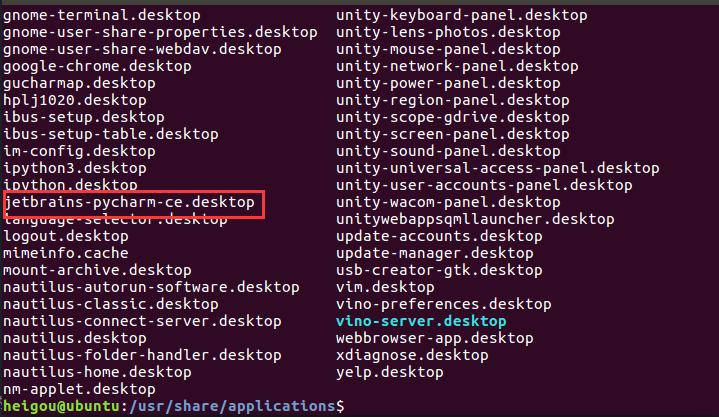 gnome-terminal.desktop unity-keyboard-panel.desktop
gnome-user-share-properties.desktop unity-lens-photos.desktop
gnome-user-share-webdav.desktop unity-mouse-panel.desktop
google-chrome.desktop unity-network-panel.desktop
gucharmap.desktop unity-power-panel.desktop
hplj1020.desktop unity-region-panel.desktop
ibus-setup.desktop unity-scope-gdrive.desktop
ibus-setup-table.desktop unity-screen-panel.desktop
im-config.desktop unity-sound-panel.desktop
ipython3.desktop unity-universal-access-panel.desktop
ipython.desktop unity-user-accounts-panel.desktop
jetbrains-pycharm-ce.desktop unity-wacom-panel.desktop
language-selector.desktop unitywebappsqmllauncher.desktop
logout.desktop update-accounts.desktop
mimeinfo.cache update-manager.desktop
mount-archive.desktop usb-creator-gtk.desktop
nautilus-autorun-software.desktop vim.desktop
nautilus-classic.desktop vino-preferences.desktop
nautilus-connect-server.desktop vino-server.desktop
nautilus.desktop webbrowser-app.desktop
nautilus-folder-handler.desktop xdiagnose.desktop
nautilus-home.desktop yelp.desktop
nm-applet.desktop
heigou@ubuntu:/usr/share/applications$